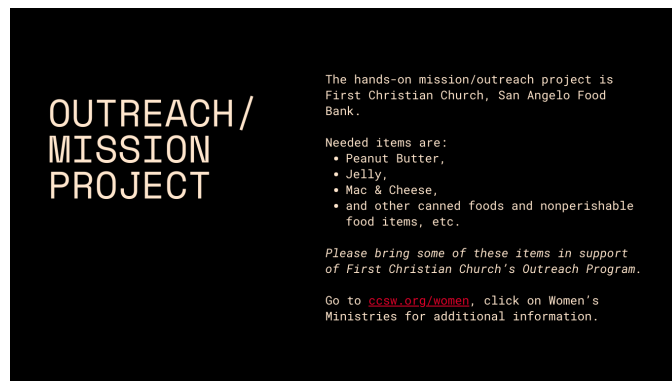 OUTREACH/
MISSION
PROJECT
The hands-on mission/outreach project is
First Christian Church, San Angelo Food
Bank.
Needed items are:
• Peanut Butter,
• Jelly,
• Mac & Cheese,
• and other canned foods and nonperishable
food items, etc.
Please bring some of these items in support
of First Christian Church's Outreach Program.
Go to ccsw.org/women, click on Women's
Ministries for additional information.